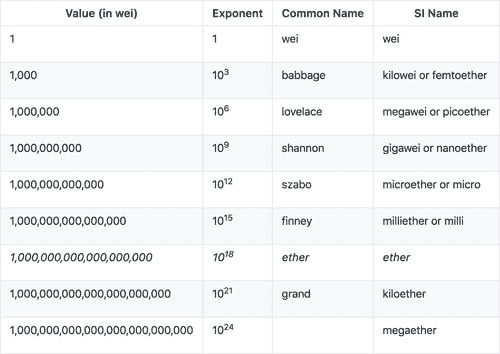 Value (in wei) Exponent Common Name SI Name
1 1 wei wei
1,000 10³ babbage kilowei or femtoether
1,000,000 10⁶ lovelace megawei or picoether
1,000,000,000 10⁹ shannon gigawei or nanoether
1,000,000,000,000 10¹² szabo microether or micro
1,000,000,000,000,000 10¹⁵ finney milliether or milli
1,000,000,000,000,000,000 10¹⁸ ether ether
1,000,000,000,000,000,000,000 10²¹ grand kiloether
1,000,000,000,000,000,000,000,000 10²⁴ megaether